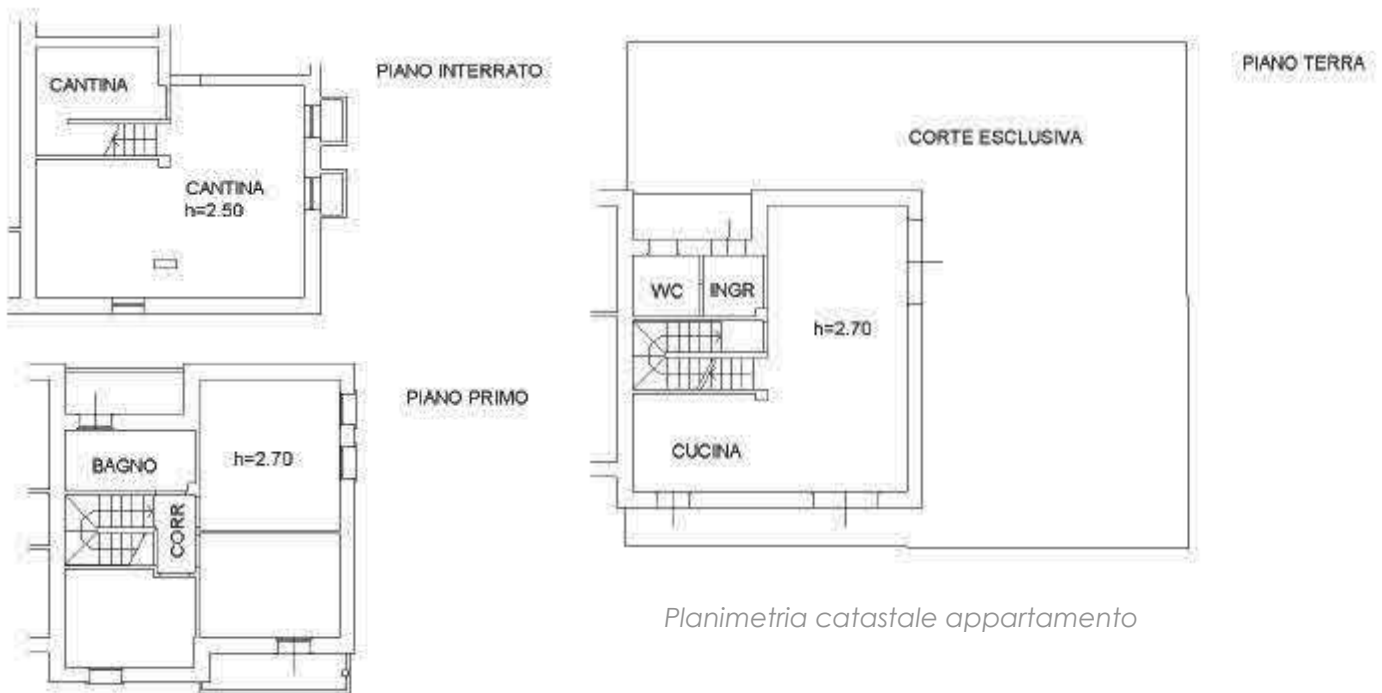 PIANO INTERRATO
CANTINA
CANTINA
h=2.50
PIANO TERRA
CORTE ESCLUSIVA
WC
INGR
h=2.70
CUCINA
PIANO PRIMO
BAGNO
h=2.70
CORR
Planimetria catastale appartamento